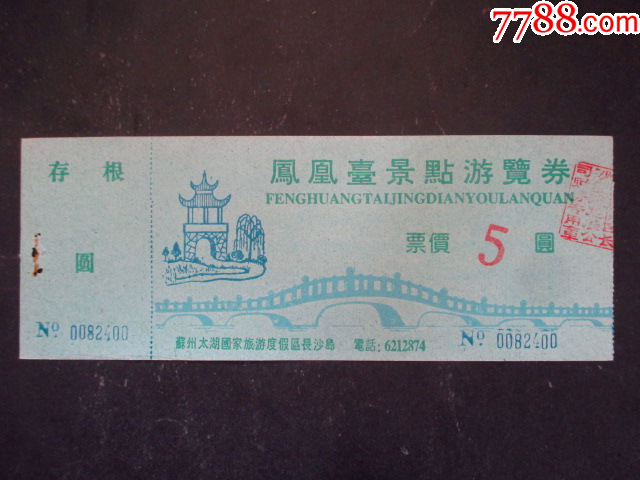 7788.com
存 根
圓
Nº 0082400
鳳凰臺景點游覽券
FENGHUANGTAIJINGDIANYOULANQUAN
票價 5 圓
蘇州太湖國家旅游度假區長沙島 電話:6212874
Nº 0082400